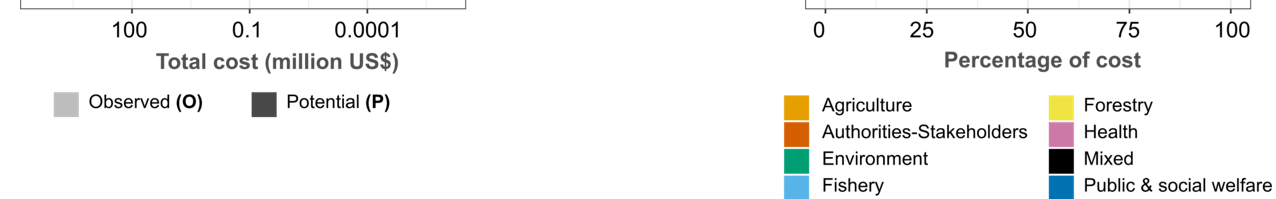 100 0.1 0.0001
Total cost (million US$)
Observed (O) Potential (P)
0 25 50 75 100
Percentage of cost
Agriculture Forestry
Authorities-Stakeholders Health
Environment Mixed
Fishery Public & social welfare